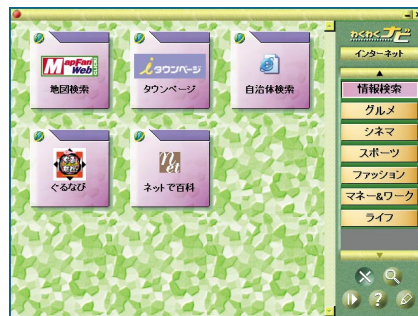 わくわくナビ
インターネット
MapFan Web
地図検索
iタウンページ
タウンページ
自治体検索
ぐるなび
net
ネットで百科
情報検索
グルメ
シネマ
スポーツ
ファッション
マネー&ワーク
ライフ
?